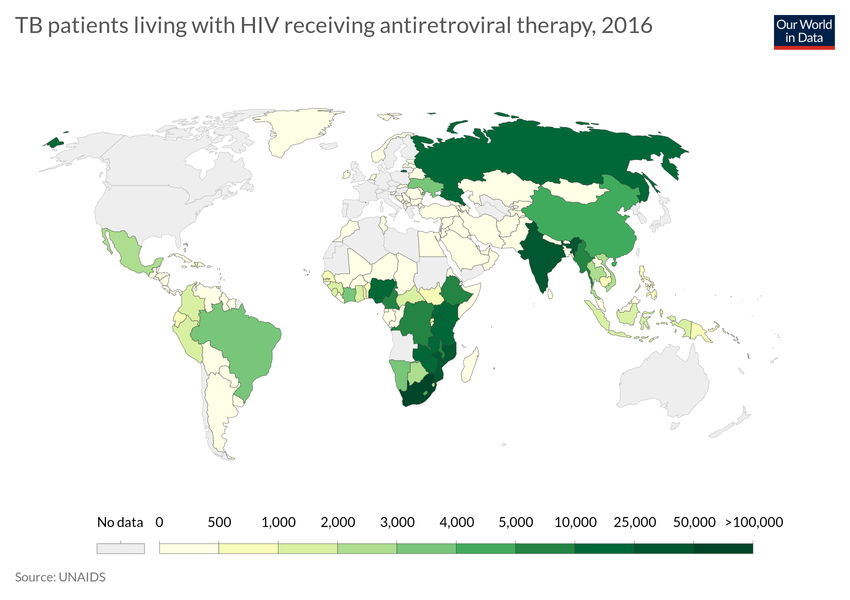 TB patients living with HIV receiving antiretroviral therapy, 2016
Our World
in Data
No data 0 500 1,000 2,000 3,000 4,000 5,000 10,000 25,000 50,000 >100,000
Source: UNAIDS